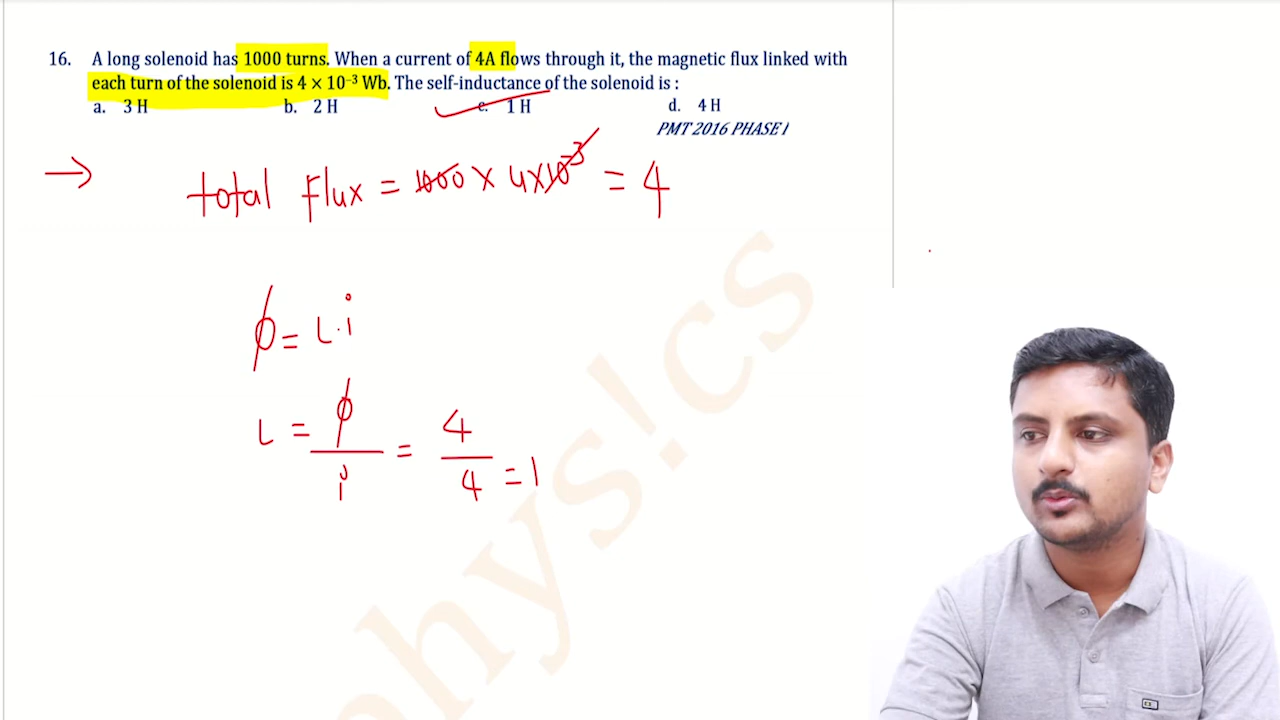 16. A long solenoid has 1000 turns. When a current of 4A flows through it, the magnetic flux linked with
each turn of the solenoid is 4 × 10⁻³ Wb. The self-inductance of the solenoid is :
a. 3 H b. 2 H c. 1 H d. 4 H
PMT 2016 PHASE I
→ total flux = 1000 × 4×10⁻³ = 4
ϕ = L.i
L = ϕ/i = 4/4 = 1
phys!cs